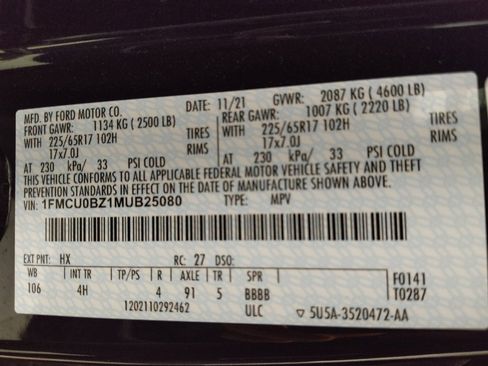 MFD. BY FORD MOTOR CO.
DATE: 11/21 GVWR: 2087 KG ( 4600 LB)
FRONT GAWR: 1134 KG ( 2500 LB) REAR GAWR: 1007 KG ( 2220 LB)
WITH 225/65R17 102H TIRES WITH 225/65R17 102H TIRES
17x7.0J RIMS 17x7.0J RIMS
AT 230 kPa/ 33 PSI COLD AT 230 kPa/ 33 PSI COLD
THIS VEHICLE CONFORMS TO ALL APPLICABLE FEDERAL MOTOR VEHICLE SAFETY AND THEFT
PREVENTION STANDARDS IN EFFECT ON THE DATE OF MANUFACTURE SHOWN ABOVE.
VIN: 1FMCU0BZ1MUB25080 TYPE: MPV
EXT PNT: HX RC: 27 DSO:
WB INT TR TP/PS R AXLE TR SPR F0141
106 4H 4 91 5 BBBB T0287
1202110292462 ULC ▽ 5U5A-3520472-AA